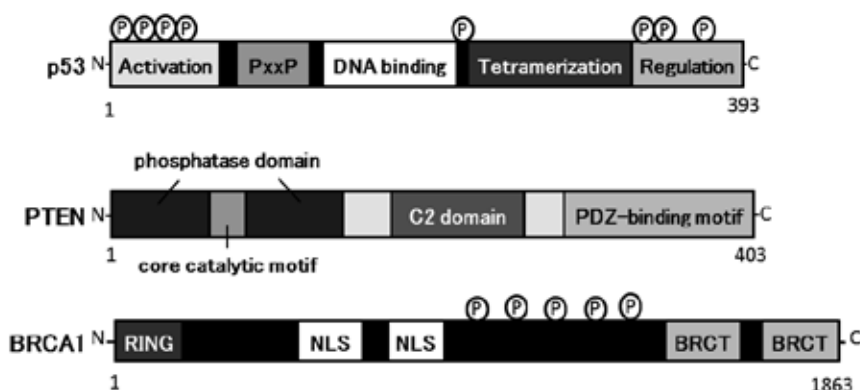 P P P P P P P P
p53 N Activation PxxP DNA binding Tetramerization Regulation C
1 393
phosphatase domain
PTEN N C2 domain PDZ-binding motif C
1 403
core catalytic motif
P P P P P
BRCA1 N RING NLS NLS BRCT BRCT C
1 1863